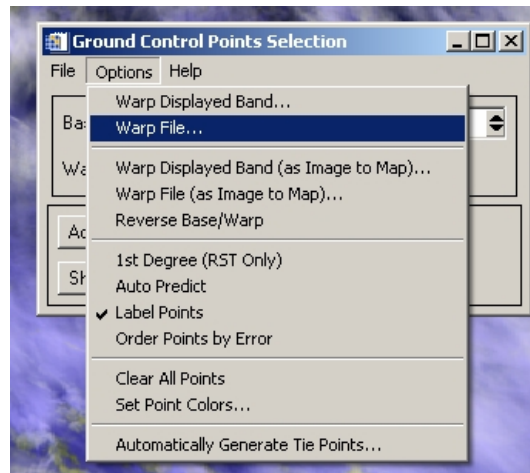 Ground Control Points Selection
File Options Help
Warp Displayed Band...
Warp File...
Warp Displayed Band (as Image to Map)...
Warp File (as Image to Map)...
Reverse Base/Warp
1st Degree (RST Only)
Auto Predict
Label Points
Order Points by Error
Clear All Points
Set Point Colors...
Automatically Generate Tie Points...